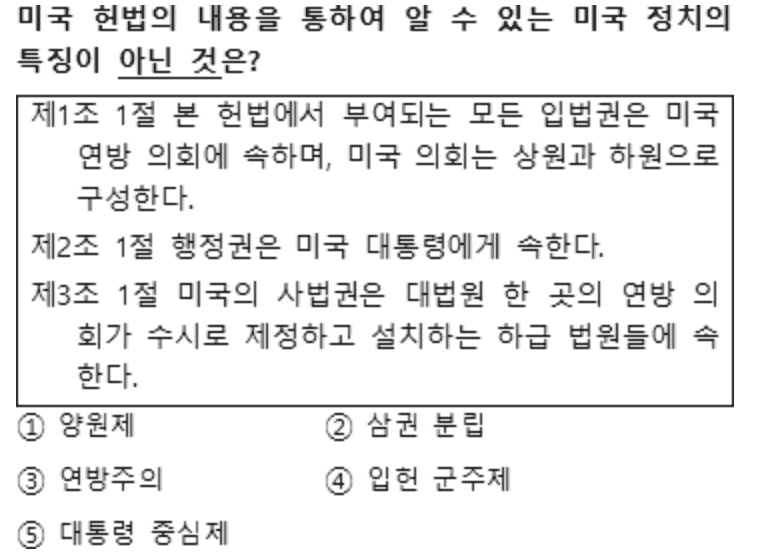 미국 헌법의 내용을 통하여 알 수 있는 미국 정치의
특징이 아닌 것은?
제1조 1절 본 헌법에서 부여되는 모든 입법권은 미국
연방 의회에 속하며, 미국 의회는 상원과 하원으로
구성한다.
제2조 1절 행정권은 미국 대통령에게 속한다.
제3조 1절 미국의 사법권은 대법원 한 곳의 연방 의
회가 수시로 제정하고 설치하는 하급 법원들에 속
한다.
① 양원제 ② 삼권 분립
③ 연방주의 ④ 입헌 군주제
⑤ 대통령 중심제